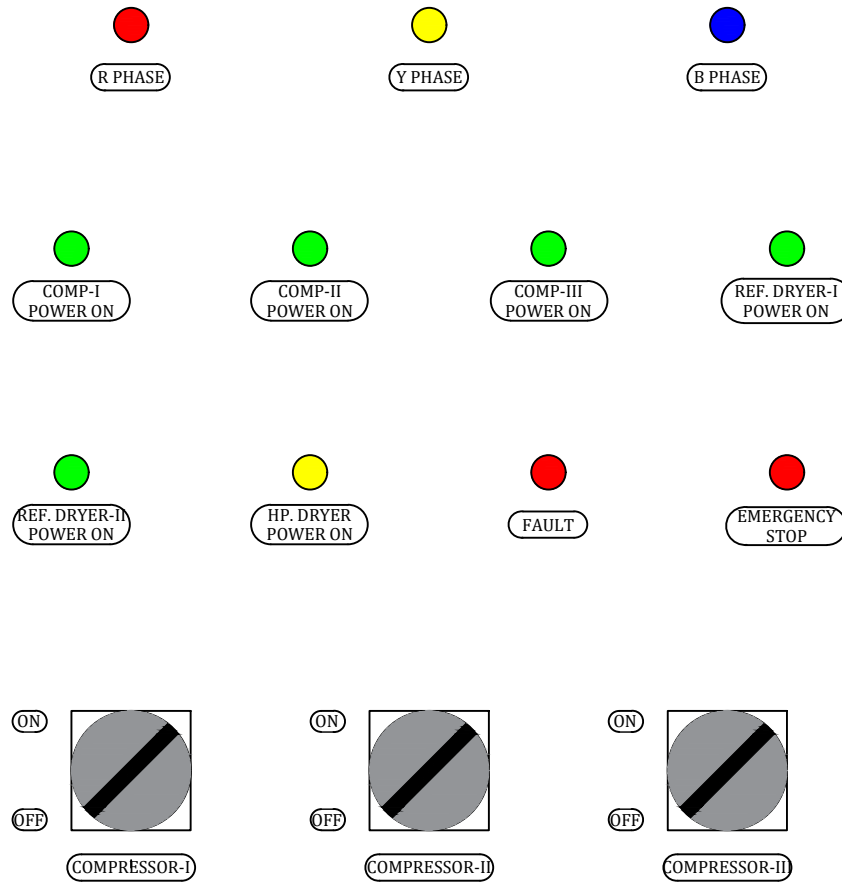 R PHASE
Y PHASE
B PHASE
COMP-I
POWER ON
COMP-II
POWER ON
COMP-III
POWER ON
REF. DRYER-I
POWER ON
REF. DRYER-II
POWER ON
HP. DRYER
POWER ON
FAULT
EMERGENCY
STOP
ON
OFF
COMPRESSOR-I
ON
OFF
COMPRESSOR-II
ON
OFF
COMPRESSOR-III